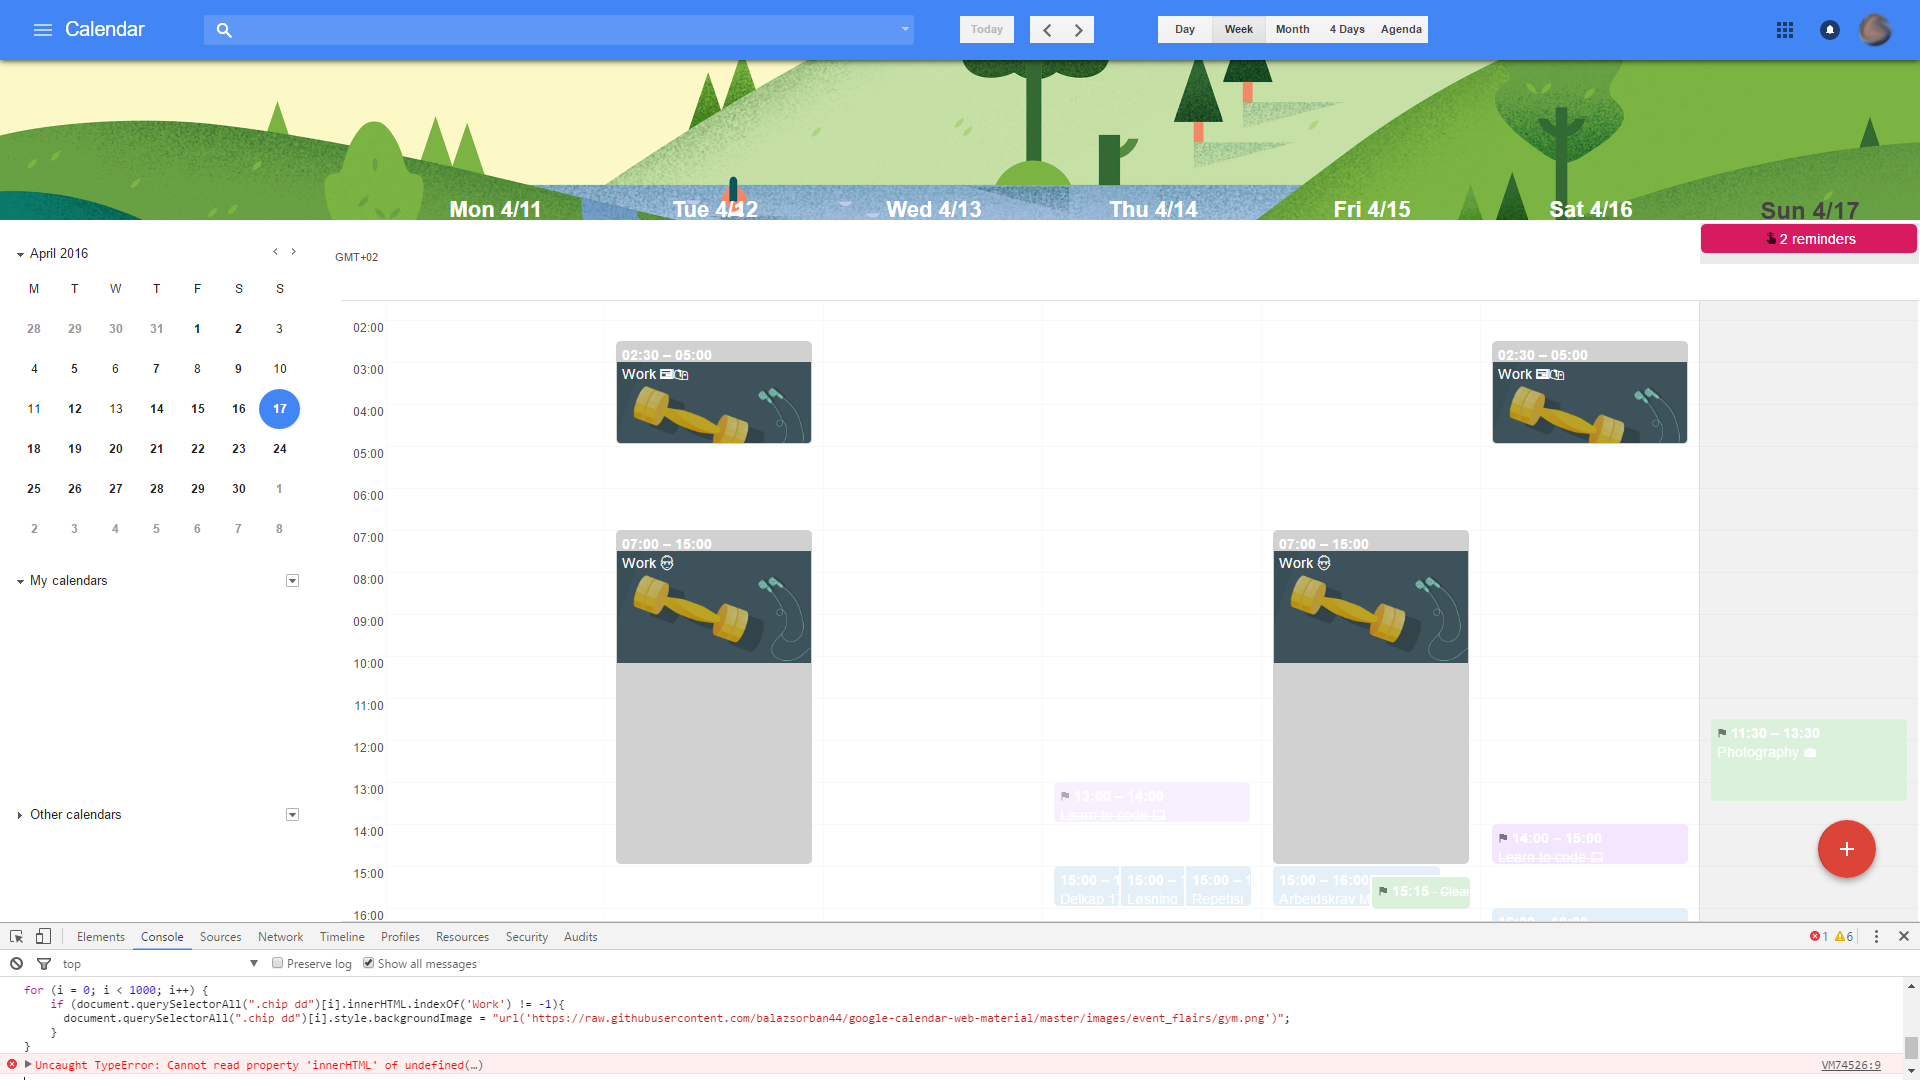 Calendar
Today
Day Week Month 4 Days Agenda
Mon 4/11 Tue 4/12 Wed 4/13 Thu 4/14 Fri 4/15 Sat 4/16 Sun 4/17
2 reminders
April 2016
M T W T F S S
28 29 30 31 1 2 3
4 5 6 7 8 9 10
11 12 13 14 15 16 17
18 19 20 21 22 23 24
25 26 27 28 29 30 1
2 3 4 5 6 7 8
My calendars
Other calendars
GMT+02
02:00
03:00
04:00
05:00
06:00
07:00
08:00
09:00
10:00
11:00
12:00
13:00
14:00
15:00
16:00
02:30 – 05:00
Work
07:00 – 15:00
Work
13:00 – 14:00
Learn to code
15:00 – 1
Delkap 1
15:00 – 1
Løsning
15:00 – 1
Repetisj
07:00 – 15:00
Work
15:00 – 16:00
Arbeidskrav M
15:15 - Clear
02:30 – 05:00
Work
14:00 – 15:00
Learn to code
11:30 – 13:30
Photography
Elements Console Sources Network Timeline Profiles Resources Security Audits
1 6
top
Preserve log
Show all messages
for (i = 0; i < 1000; i++) {
if (document.querySelectorAll(".chip dd")[i].innerHTML.indexOf('Work') != -1){
document.querySelectorAll(".chip dd")[i].style.backgroundImage = "url('https://raw.githubusercontent.com/balazsorban44/google-calendar-web-material/master/images/event_flairs/gym.png')";
}
}
Uncaught TypeError: Cannot read property 'innerHTML' of undefined(…)
VM74526:9